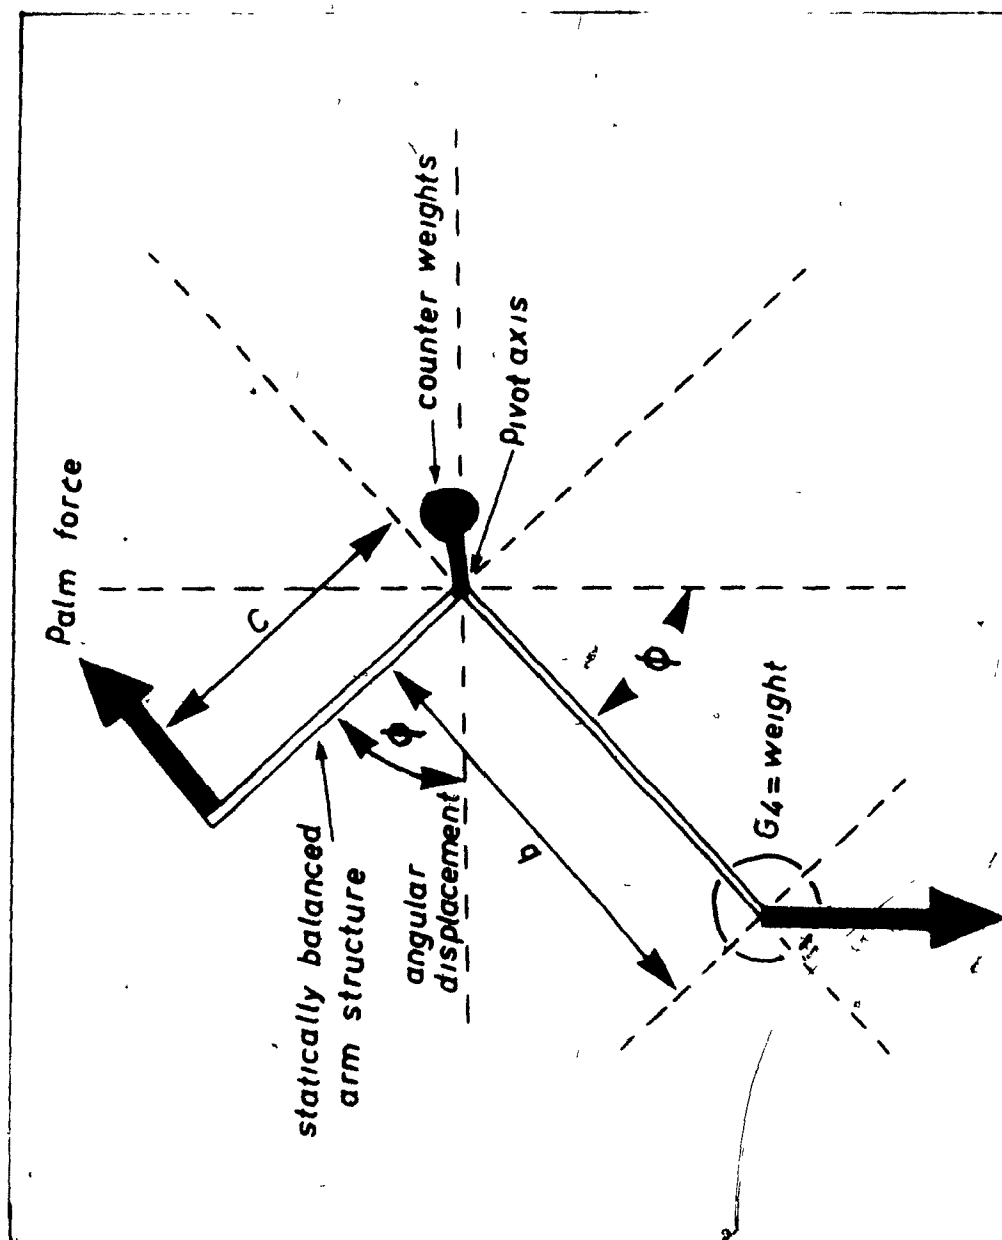 Palm force
counter weights
pivot axis
C
ϕ
ϕ
b
G4=weight
statically balanced
arm structure
angular
displacement